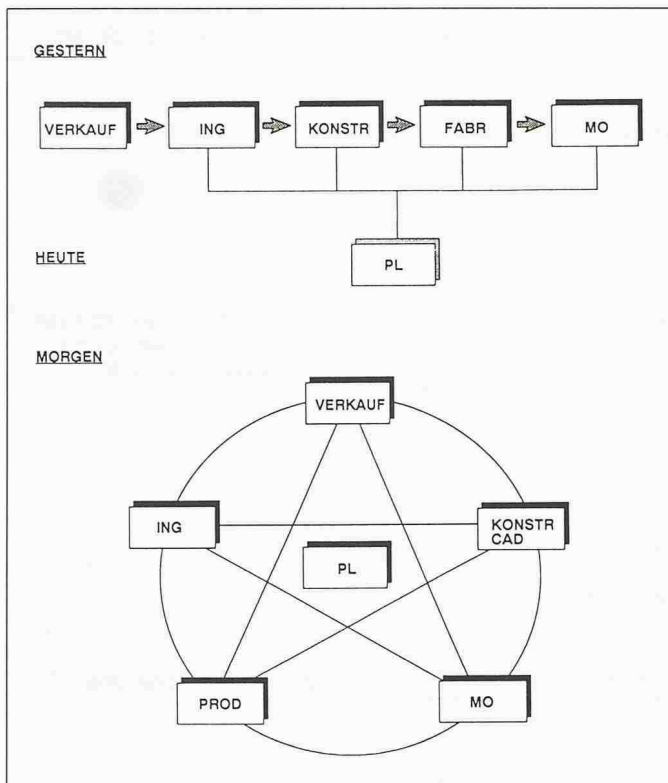 GESTERN
VERKAUF
ING
KONSTR
FABR
MO
HEUTE
PL
MORGEN
VERKAUF
ING
KONSTR
CAD
PL
PROD
MO